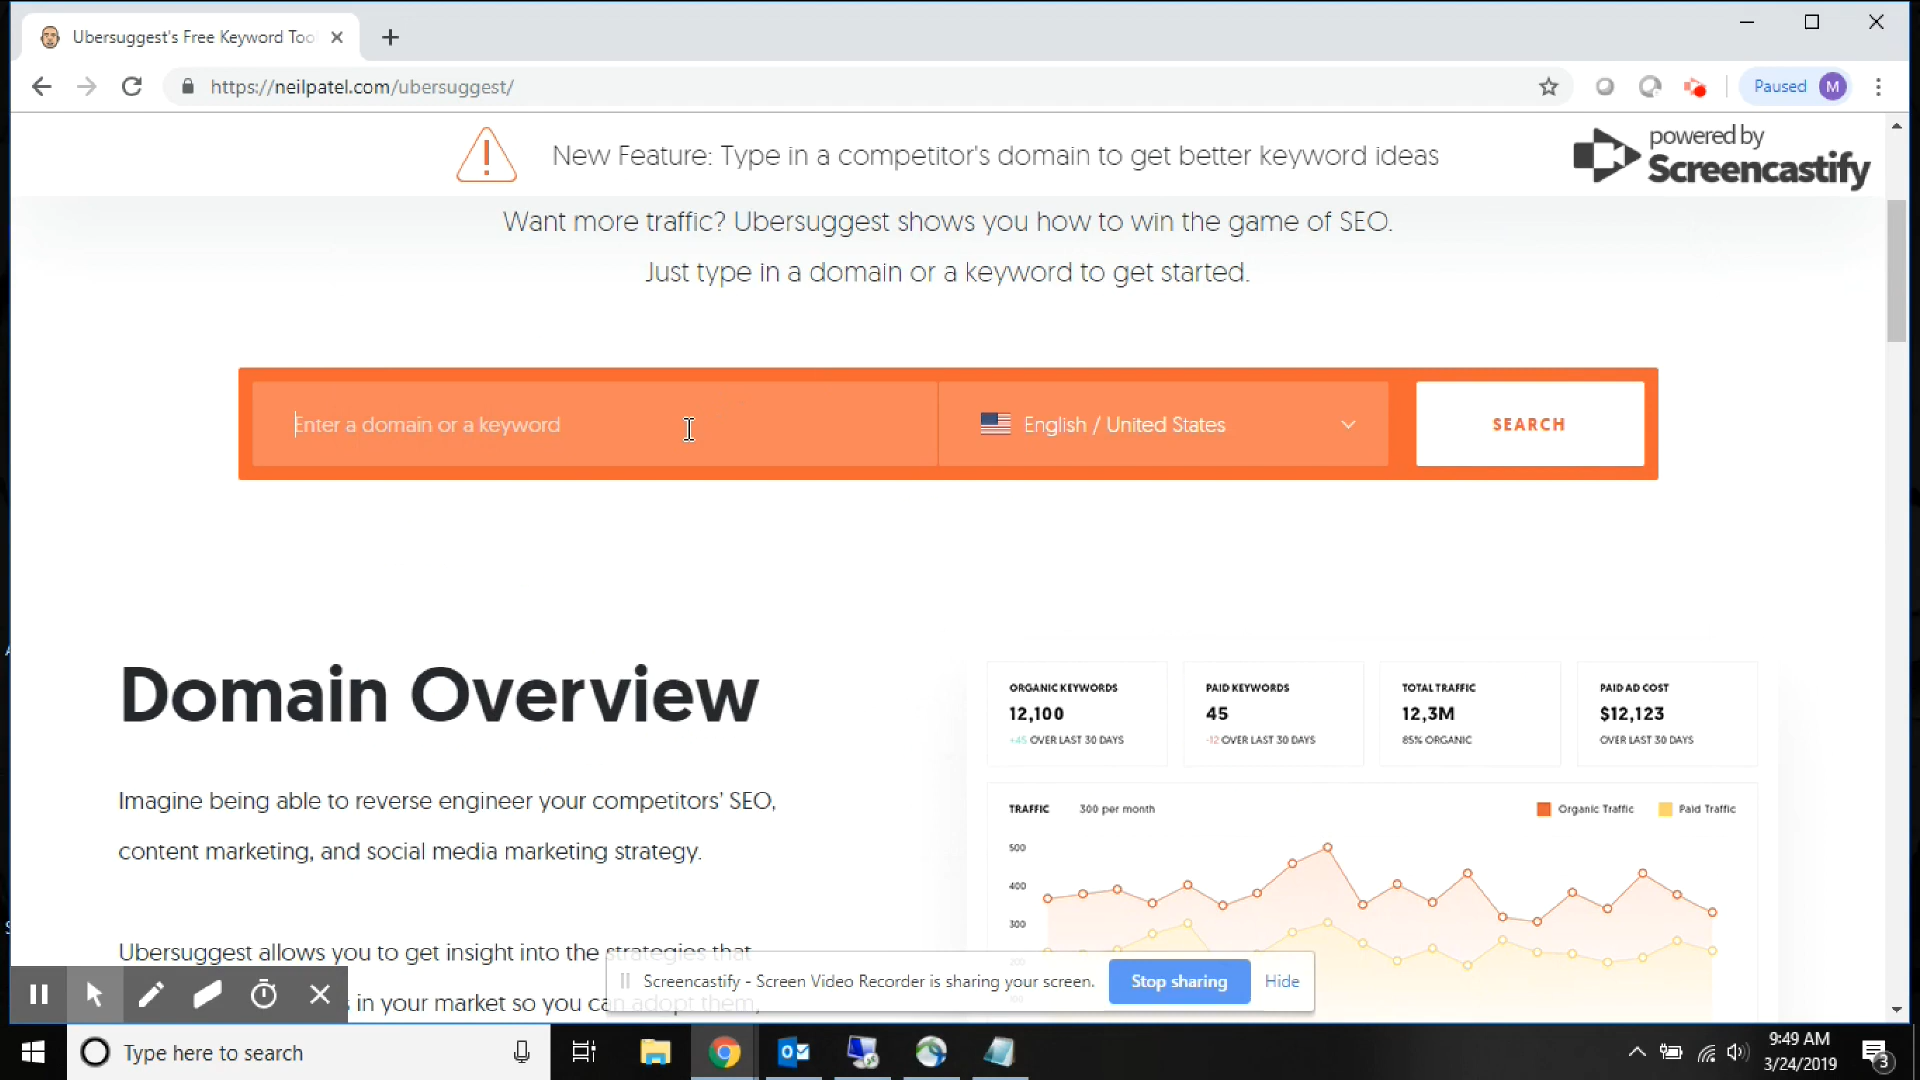 Ubersuggest's Free Keyword Too
https://neilpatel.com/ubersuggest/
Paused M
New Feature: Type in a competitor's domain to get better keyword ideas
powered by
Screencastify
Want more traffic? Ubersuggest shows you how to win the game of SEO.
Just type in a domain or a keyword to get started.
Enter a domain or a keyword
English / United States
SEARCH
Domain Overview
Imagine being able to reverse engineer your competitors' SEO,
content marketing, and social media marketing strategy.
Ubersuggest allows you to get insight into the strategies that
in your market so you can adopt them,
ORGANIC KEYWORDS
12,100
+45 OVER LAST 30 DAYS
PAID KEYWORDS
45
-12 OVER LAST 30 DAYS
TOTAL TRAFFIC
12,3M
85% ORGANIC
PAID AD COST
$12,123
OVER LAST 30 DAYS
TRAFFIC 300 per month
Organic Traffic Paid Traffic
500
400
300
200
Screencastify - Screen Video Recorder is sharing your screen.
Stop sharing
Hide
Type here to search
9:49 AM
3/24/2019
3